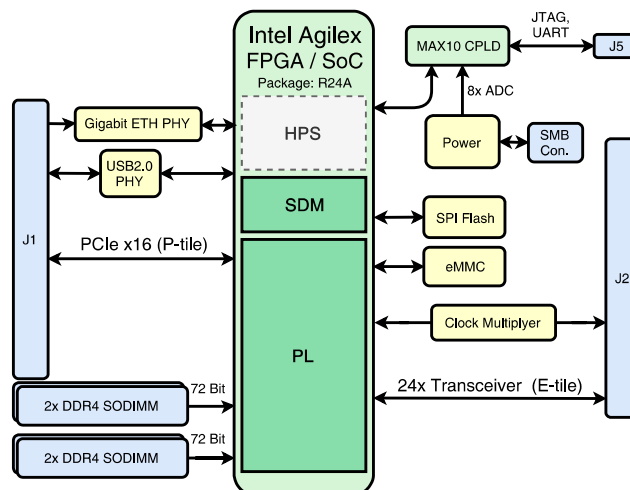 Intel Agilex
FPGA / SoC
Package: R24A
HPS
SDM
PL
J1
Gigabit ETH PHY
USB2.0
PHY
PCIe x16 (P-tile)
72 Bit
2x DDR4 SODIMM
72 Bit
2x DDR4 SODIMM
MAX10 CPLD
JTAG,
UART
J5
8x ADC
Power
SMB
Con.
SPI Flash
eMMC
Clock Multiplyer
24x Transceiver (E-tile)
J2